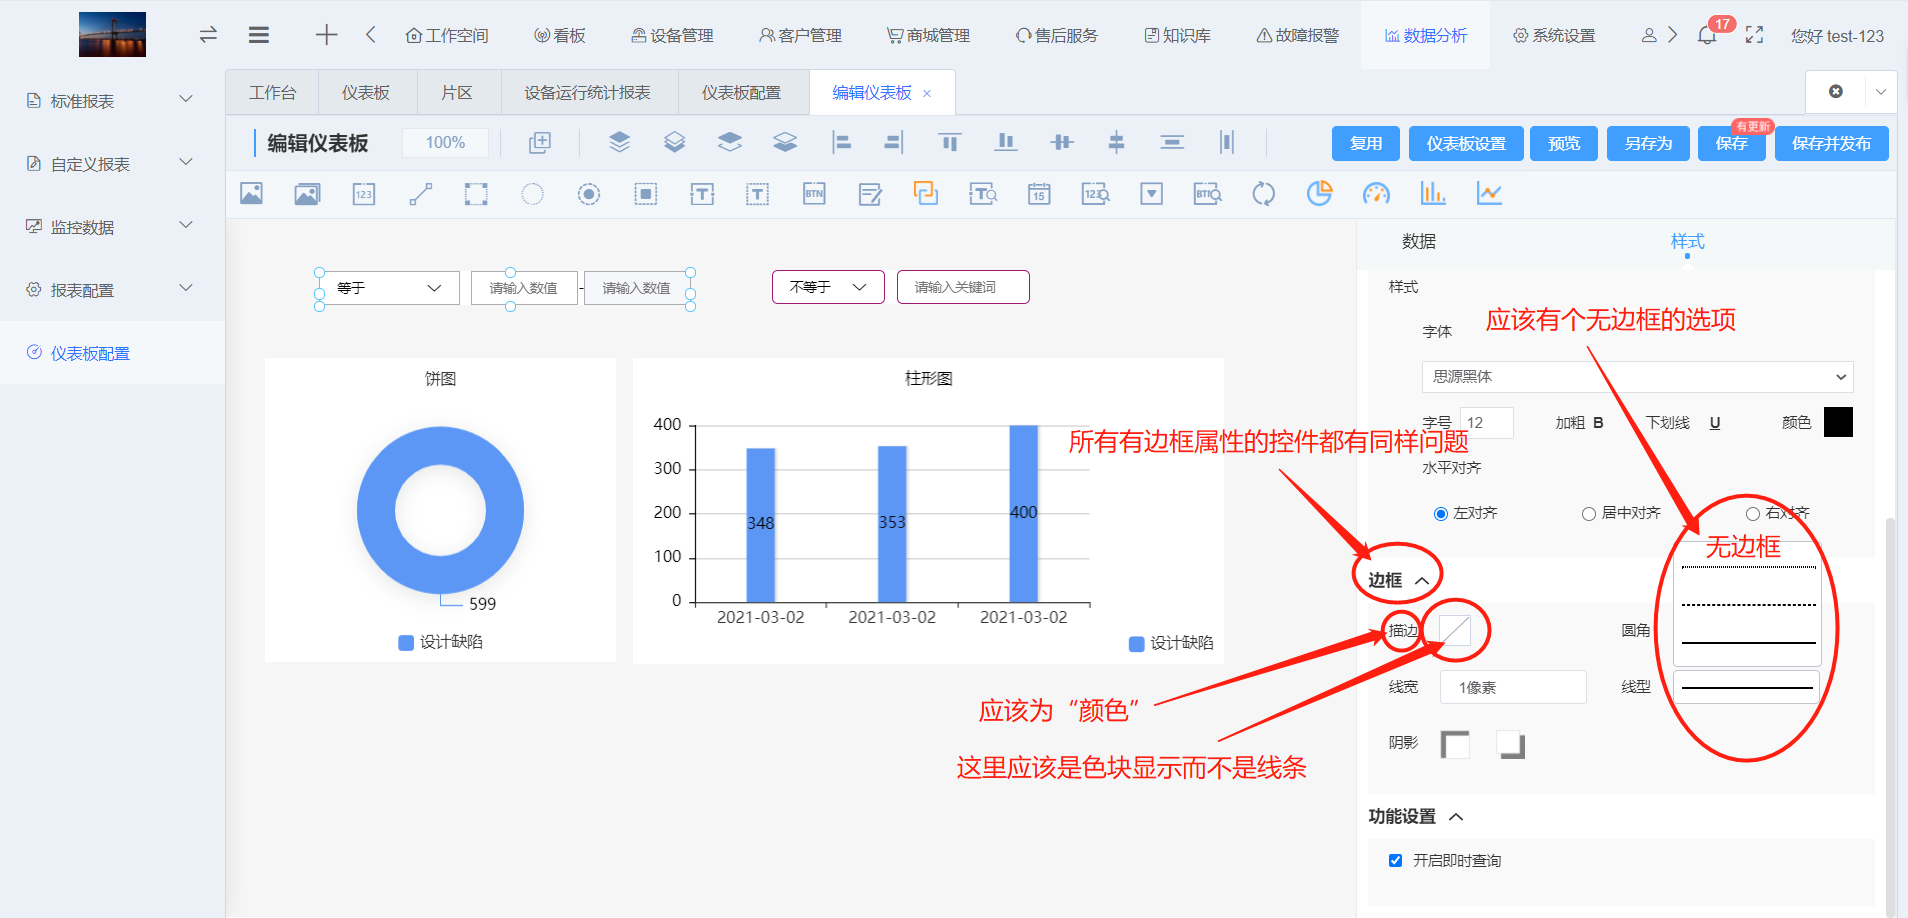 工作空间
看板
设备管理
客户管理
商城管理
售后服务
知识库
故障报警
数据分析
系统设置
17
您好 test-123
标准报表
自定义报表
监控数据
报表配置
仪表板配置
工作台
仪表板
片区
设备运行统计报表
仪表板配置
编辑仪表板 ×
编辑仪表板
100%
复用
仪表板设置
预览
另存为
保存
有更新
保存并发布
123
T
T
BTN
T
15
123
BTN
等于
请输入数值
-
请输入数值
不等于
请输入关键词
饼图
599
设计缺陷
柱形图
400
300
200
100
0
348
353
400
2021-03-02
2021-03-02
2021-03-02
设计缺陷
数据
样式
样式
应该有个无边框的选项
字体
思源黑体
字号
12
加粗 B
下划线 U
颜色
所有有边框属性的控件都有同样问题
水平对齐
左对齐
居中对齐
右对齐
无边框
边框
描边
圆角
线宽
1像素
线型
应该为“颜色”
阴影
这里应该是色块显示而不是线条
功能设置
开启即时查询